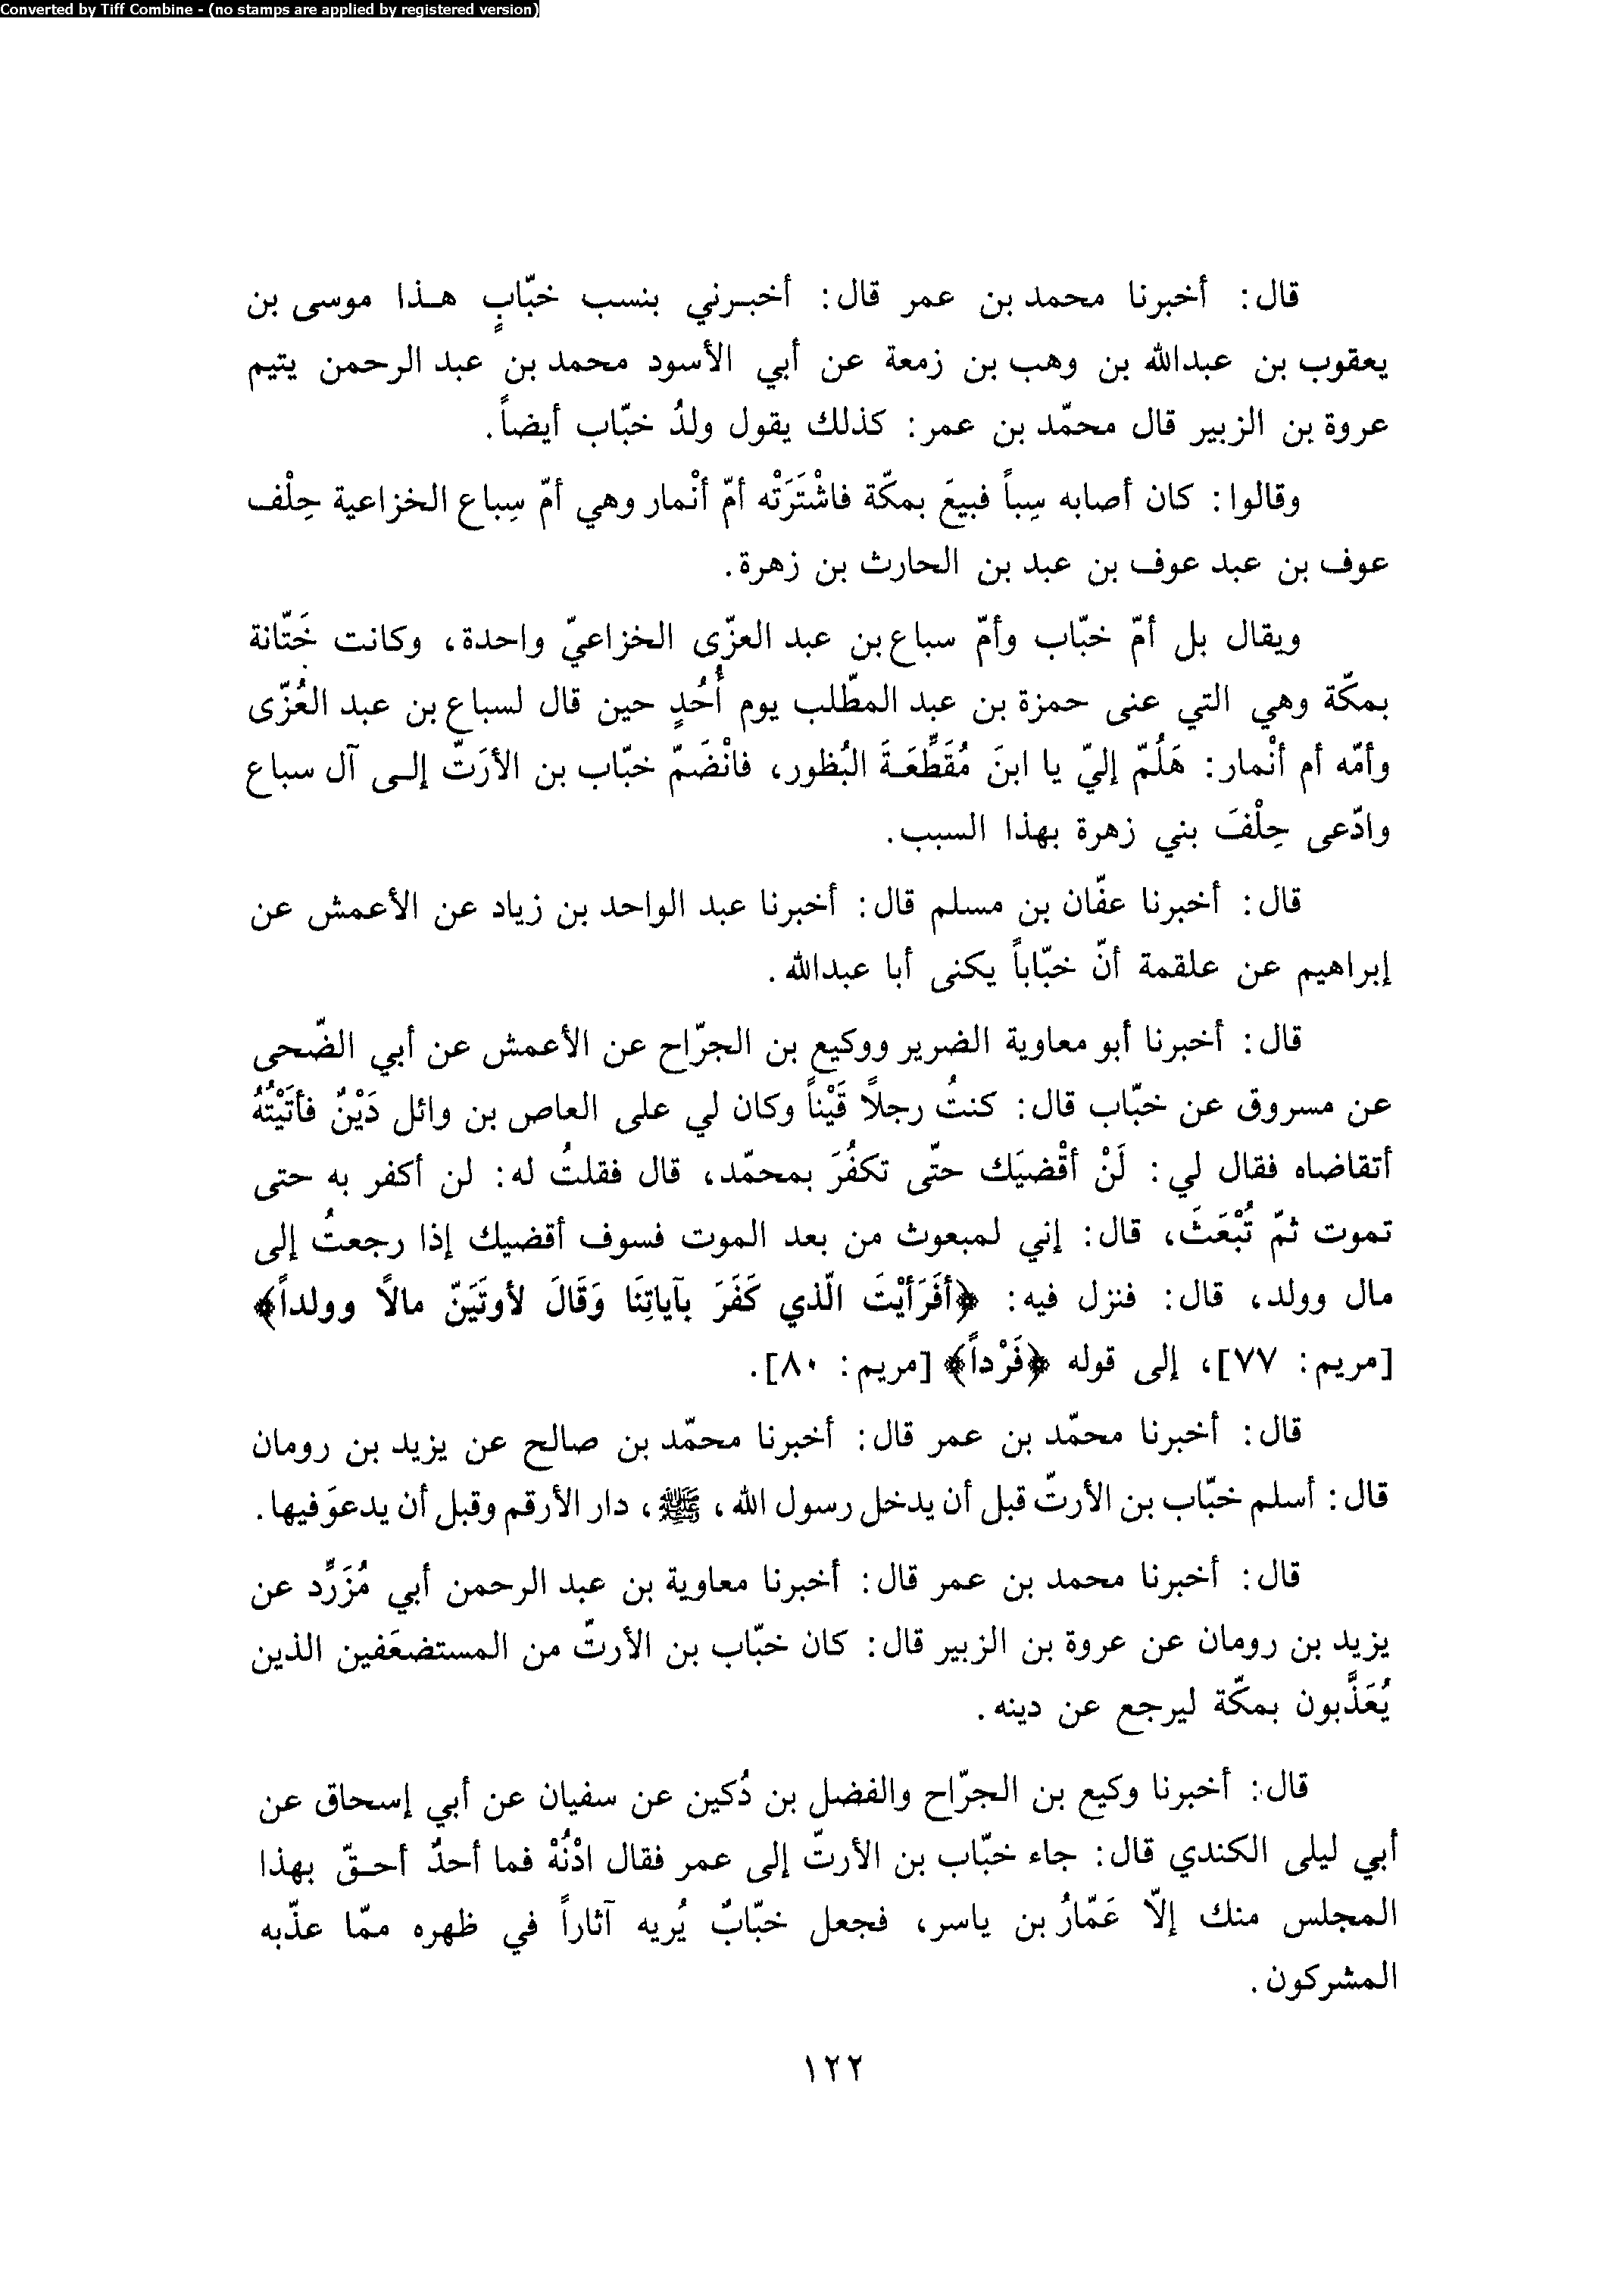 Converted by Tiff Combine - (no stamps are applied by registered version)
قال: أخبرنا محمد بن عمر قال: أخبـرني بنسب خبّابٍ هـذا موسى بن
يعقوب بن عبدالله بن وهب بن زمعة عن أبي الأسود محمد بن عبد الرحمن يتيم
عروة بن الزبير قال محمّد بن عمر: كذلك يقول ولدُ خبّاب أيضاً.
وقالوا: كان أصابه سِباً فبيعَ بمكّة فاشْتَرَتْه أمّ أنْمار وهي أمّ سِباع الخزاعية حِلْف
عوف بن عبد عوف بن عبد بن الحارث بن زهرة.
ويقال بل أمّ خبّاب وأمّ سباع بن عبد العزّى الخزاعيّ واحدة، وكانت خَتّانة
بمكّة وهي التي عنى حمزة بن عبد المطّلب يوم أُحُدٍ حين قال لسباع بن عبد العُزّى
وأمّه أم أنْمار: هَلُمّ إليّ يا ابنَ مُقَطِّعَـةَ البُظور، فانْضَمّ خبّاب بن الأرَتّ إلـى آل سباع
وادّعى حِلْفَ بني زهرة بهذا السبب.
قال: أخبرنا عفّان بن مسلم قال: أخبرنا عبد الواحد بن زياد عن الأعمش عن
إبراهيم عن علقمة أنّ خبّاباً يكنى أبا عبدالله.
قال: أخبرنا أبو معاوية الضرير ووكيع بن الجرّاح عن الأعمش عن أبي الضّحى
عن مسروق عن خبّاب قال: كنتُ رجلاً قَيْناً وكان لي على العاص بن وائل دَيْنٌ فأتَيْتُهُ
أتقاضاه فقال لي: لَنْ أقْضيَك حتّى تكفُرَ بمحمّد، قال فقلتُ له: لن أكفر به حتى
تموت ثمّ تُبْعَثَ، قال: إني لمبعوث من بعد الموت فسوف أقضيك إذا رجعتُ إلى
مال وولد، قال: فنزل فيه: ﴿أفَرَأيْتَ الّذي كَفَرَ بآياتِنَا وَقَالَ لأوتَيَنّ مالاً وولداً﴾
[مريم: ٧٧]، إلى قوله ﴿فَرْداً﴾ [مريم: ٨٠].
قال: أخبرنا محمّد بن عمر قال: أخبرنا محمّد بن صالح عن يزيد بن رومان
قال: أسلم خبّاب بن الأرتّ قبل أن يدخل رسول الله، ﷺ، دار الأرقم وقبل أن يدعوَ فيها.
قال: أخبرنا محمد بن عمر قال: أخبرنا معاوية بن عبد الرحمن أبي مُزَرِّد عن
يزيد بن رومان عن عروة بن الزبير قال: كان خبّاب بن الأرتّ من المستضعَفين الذين
يُعَذَّبون بمكّة ليرجع عن دينه.
قال: أخبرنا وكيع بن الجرّاح والفضل بن دُكين عن سفيان عن أبي إسحاق عن
أبي ليلى الكندي قال: جاء خبّاب بن الأرتّ إلى عمر فقال ادْنُهْ فما أحدٌ أحـقّ بهذا
المجلس منك إلاّ عَمّارُ بن ياسر، فجعل خبّابٌ يُريه آثاراً في ظهره ممّا عذّبه
المشركون.
١٢٢